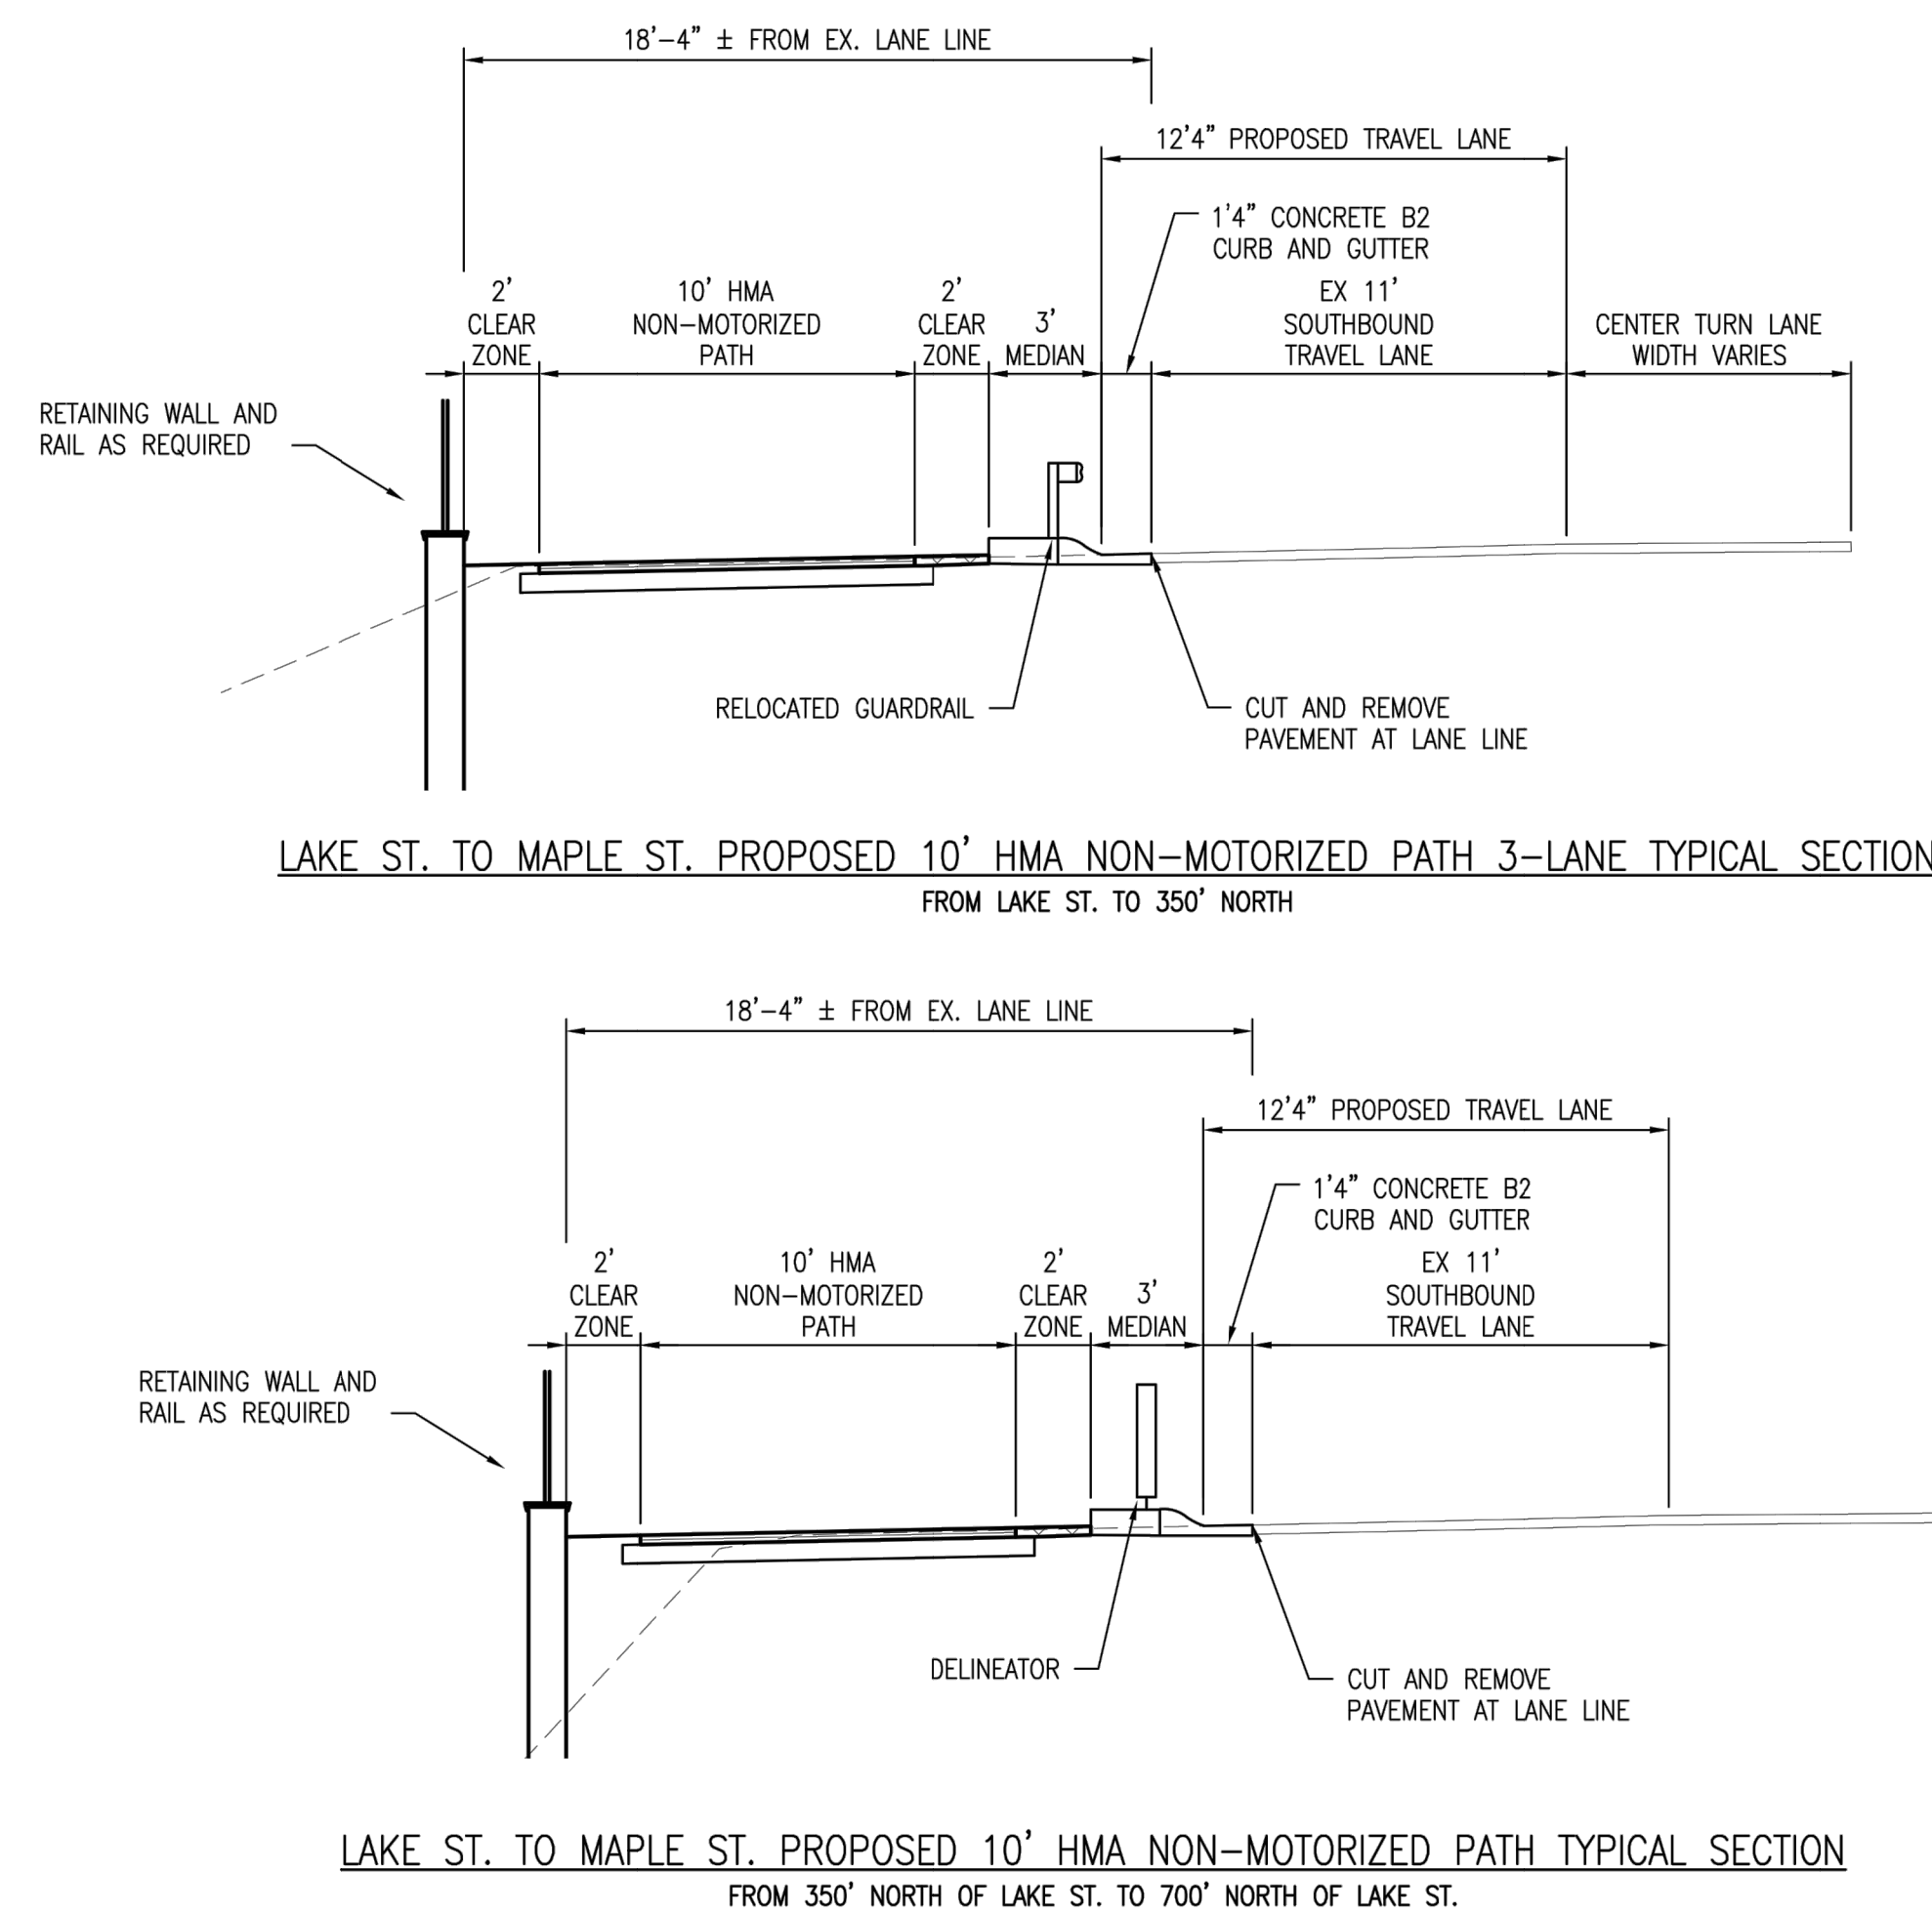 18'-4" ± FROM EX. LANE LINE
12'4" PROPOSED TRAVEL LANE
1'4" CONCRETE B2
CURB AND GUTTER
2'
CLEAR
ZONE
10' HMA
NON-MOTORIZED
PATH
2'
CLEAR
ZONE
3'
MEDIAN
EX 11'
SOUTHBOUND
TRAVEL LANE
CENTER TURN LANE
WIDTH VARIES
RETAINING WALL AND
RAIL AS REQUIRED
RELOCATED GUARDRAIL
CUT AND REMOVE
PAVEMENT AT LANE LINE
LAKE ST. TO MAPLE ST. PROPOSED 10' HMA NON-MOTORIZED PATH 3-LANE TYPICAL SECTION
FROM LAKE ST. TO 350' NORTH
18'-4" ± FROM EX. LANE LINE
12'4" PROPOSED TRAVEL LANE
1'4" CONCRETE B2
CURB AND GUTTER
2'
CLEAR
ZONE
10' HMA
NON-MOTORIZED
PATH
2'
CLEAR
ZONE
3'
MEDIAN
EX 11'
SOUTHBOUND
TRAVEL LANE
RETAINING WALL AND
RAIL AS REQUIRED
DELINEATOR
CUT AND REMOVE
PAVEMENT AT LANE LINE
LAKE ST. TO MAPLE ST. PROPOSED 10' HMA NON-MOTORIZED PATH TYPICAL SECTION
FROM 350' NORTH OF LAKE ST. TO 700' NORTH OF LAKE ST.